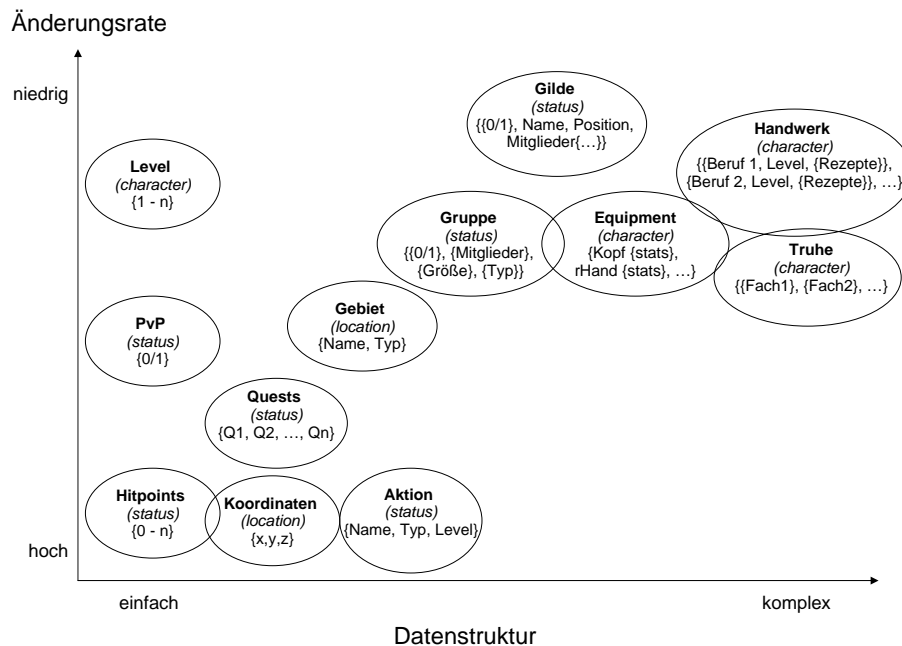 Änderungsrate
niedrig
Gilde
(status)
{{0/1}, Name, Position,
Mitglieder{…}}
Handwerk
(character)
{{Beruf 1, Level, {Rezepte}},
{Beruf 2, Level, {Rezepte}}, …}
Level
(character)
{1 - n}
Gruppe
(status)
{{0/1}, {Mitglieder},
{Größe}, {Typ}}
Equipment
(character)
{Kopf {stats},
rHand {stats}, …}
Truhe
(character)
{{Fach1}, {Fach2}, …}
PvP
(status)
{0/1}
Gebiet
(location)
{Name, Typ}
Quests
(status)
{Q1, Q2, …, Qn}
Hitpoints
(status)
{0 - n}
Koordinaten
(location)
{x,y,z}
Aktion
(status)
{Name, Typ, Level}
hoch
einfach
komplex
Datenstruktur